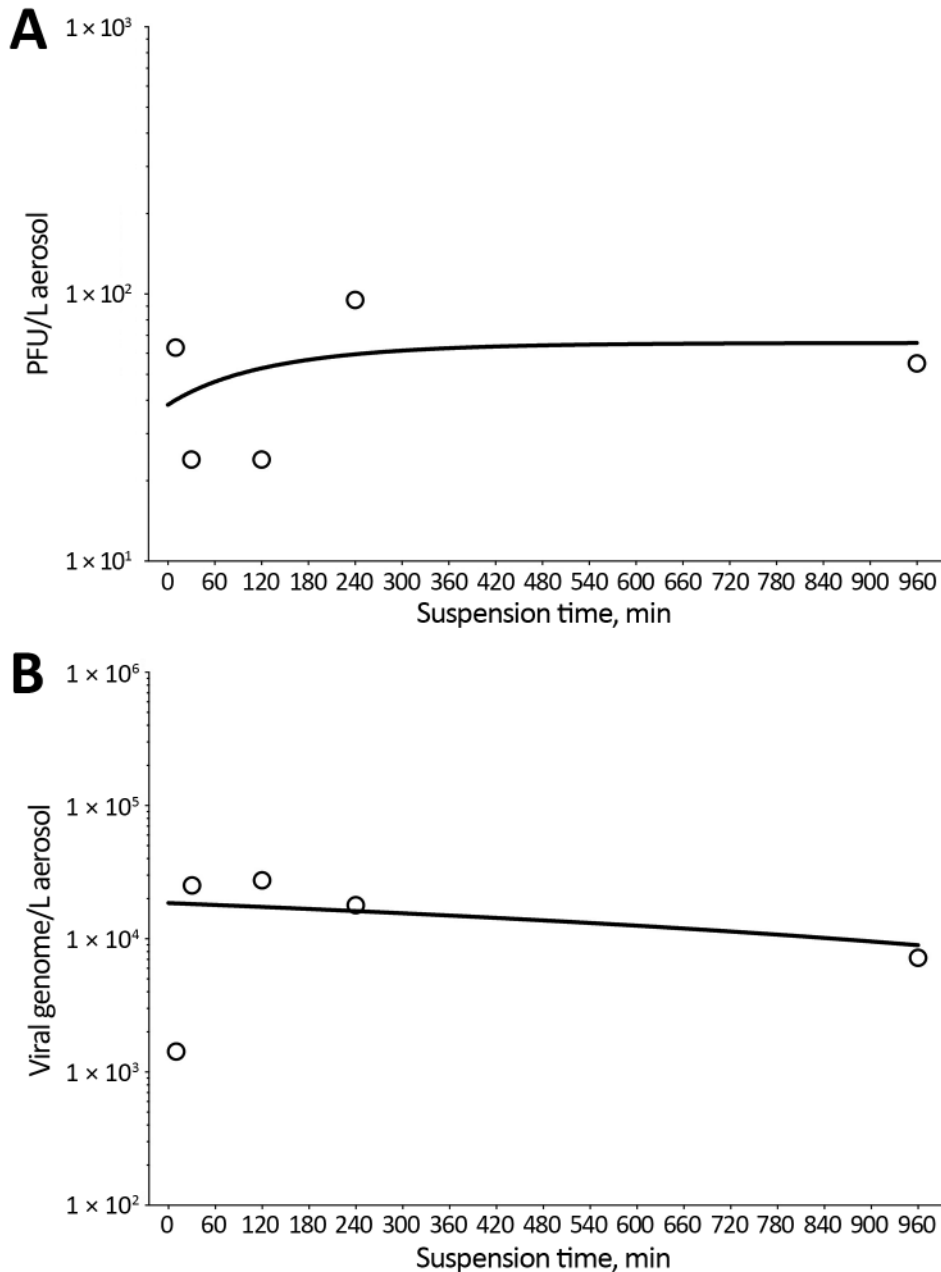 A
1 × 10³
1 × 10²
1 × 10¹
PFU/L aerosol
0 60 120 180 240 300 360 420 480 540 600 660 720 780 840 900 960
Suspension time, min
B
1 × 10⁶
1 × 10⁵
1 × 10⁴
1 × 10³
1 × 10²
Viral genome/L aerosol
0 60 120 180 240 300 360 420 480 540 600 660 720 780 840 900 960
Suspension time, min